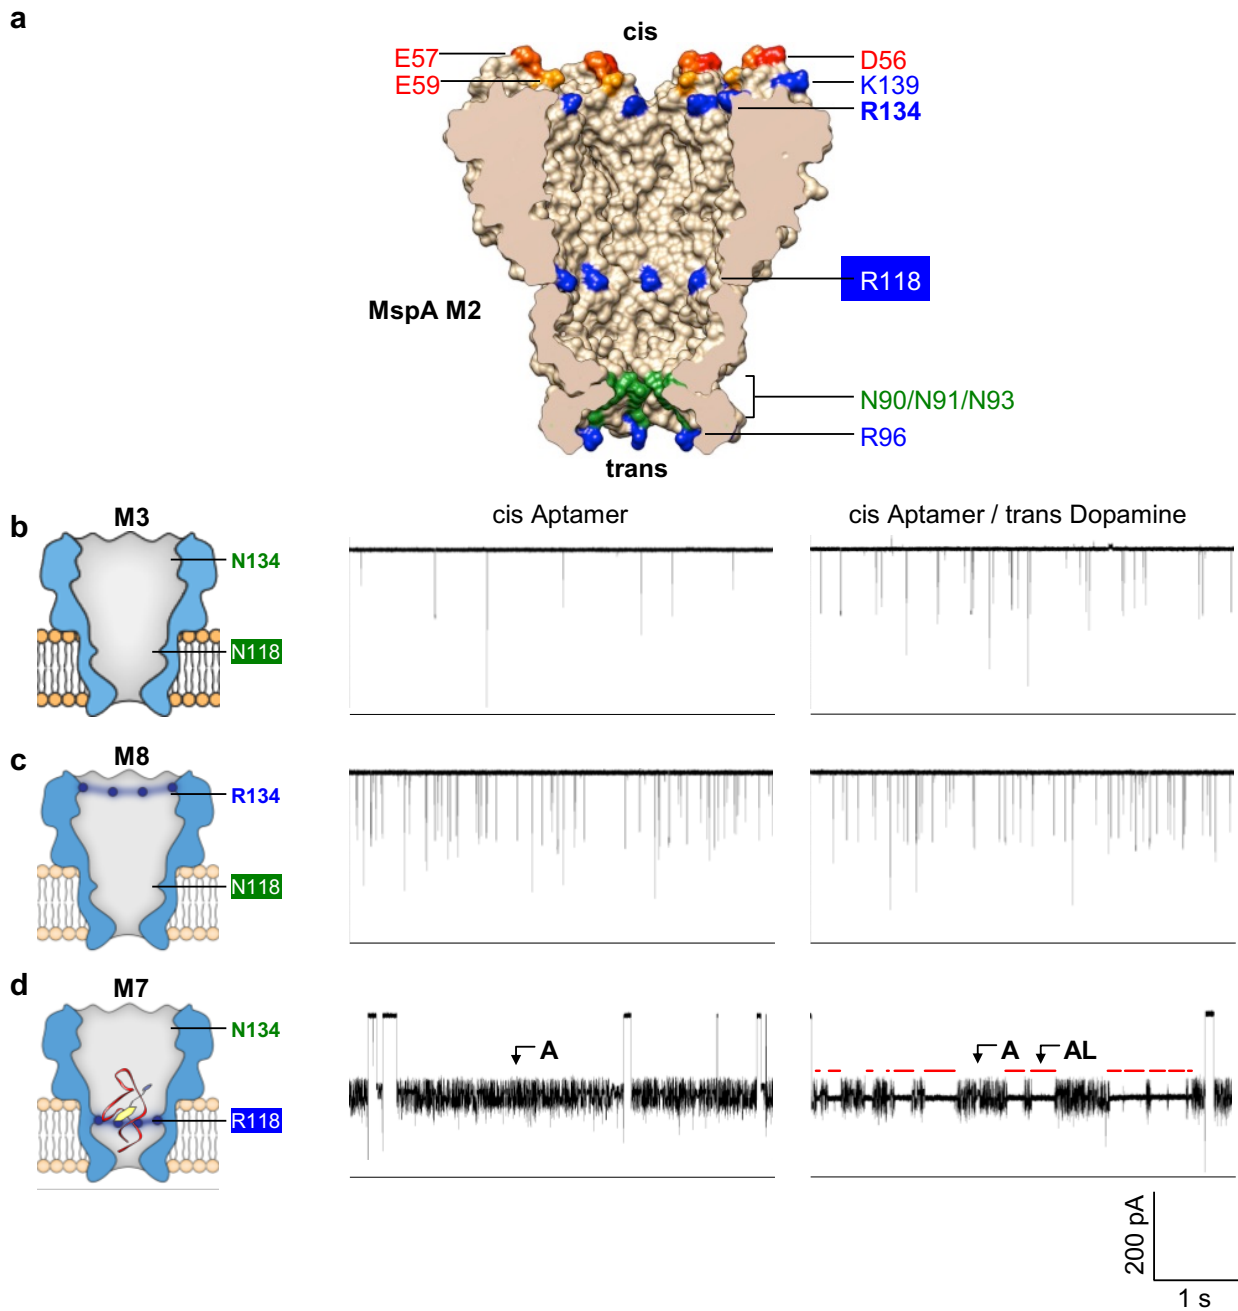 a
cis
E57
E59
D56
K139
R134
R118
MspA M2
N90/N91/N93
R96
trans
b
M3
cis Aptamer
cis Aptamer / trans Dopamine
N134
N118
c
M8
R134
N118
d
M7
N134
A
A
AL
R118
200 pA
1 s